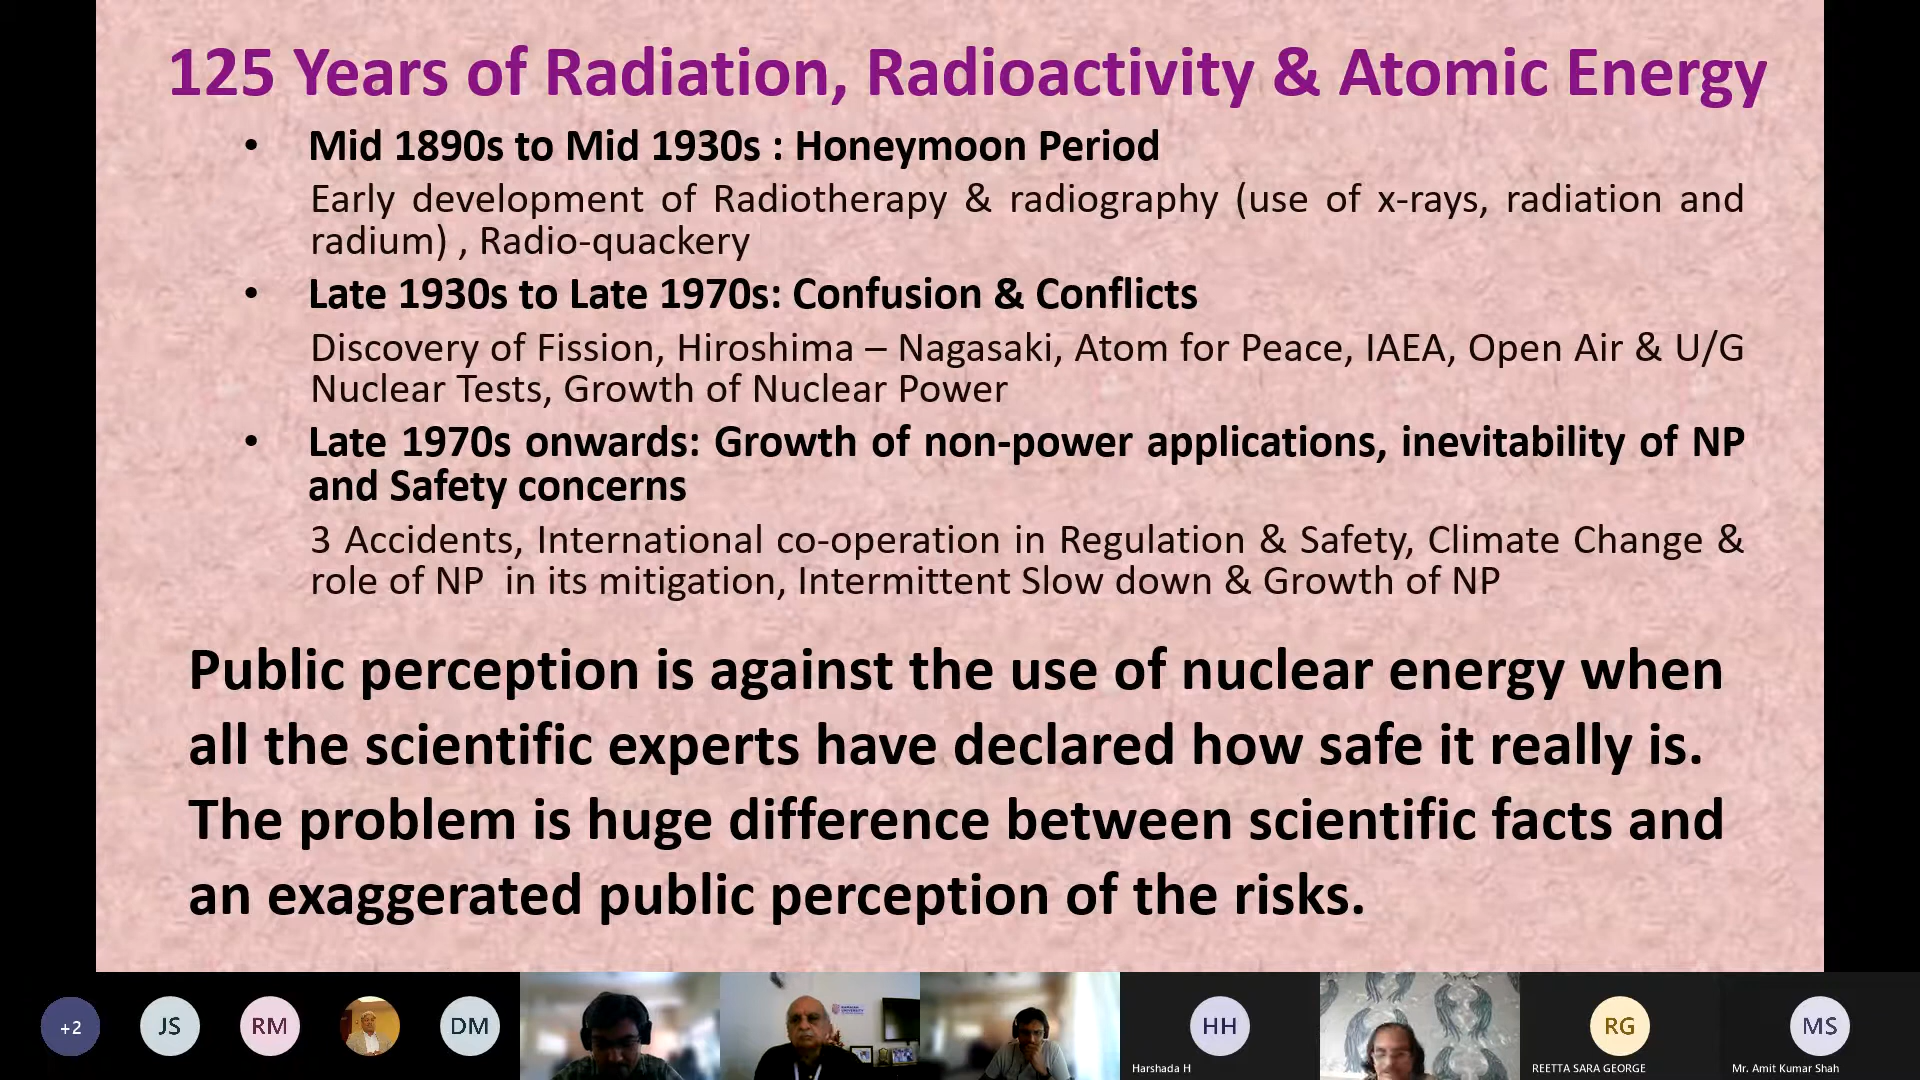 125 Years of Radiation, Radioactivity & Atomic Energy
• Mid 1890s to Mid 1930s : Honeymoon Period
Early development of Radiotherapy & radiography (use of x-rays, radiation and
radium) , Radio-quackery
• Late 1930s to Late 1970s: Confusion & Conflicts
Discovery of Fission, Hiroshima – Nagasaki, Atom for Peace, IAEA, Open Air & U/G
Nuclear Tests, Growth of Nuclear Power
• Late 1970s onwards: Growth of non-power applications, inevitability of NP
and Safety concerns
3 Accidents, International co-operation in Regulation & Safety, Climate Change &
role of NP in its mitigation, Intermittent Slow down & Growth of NP
Public perception is against the use of nuclear energy when
all the scientific experts have declared how safe it really is.
The problem is huge difference between scientific facts and
an exaggerated public perception of the risks.
+2
JS
RM
DM
HH
Harshada H
RG
REETTA SARA GEORGE
MS
Mr. Amit Kumar Shah